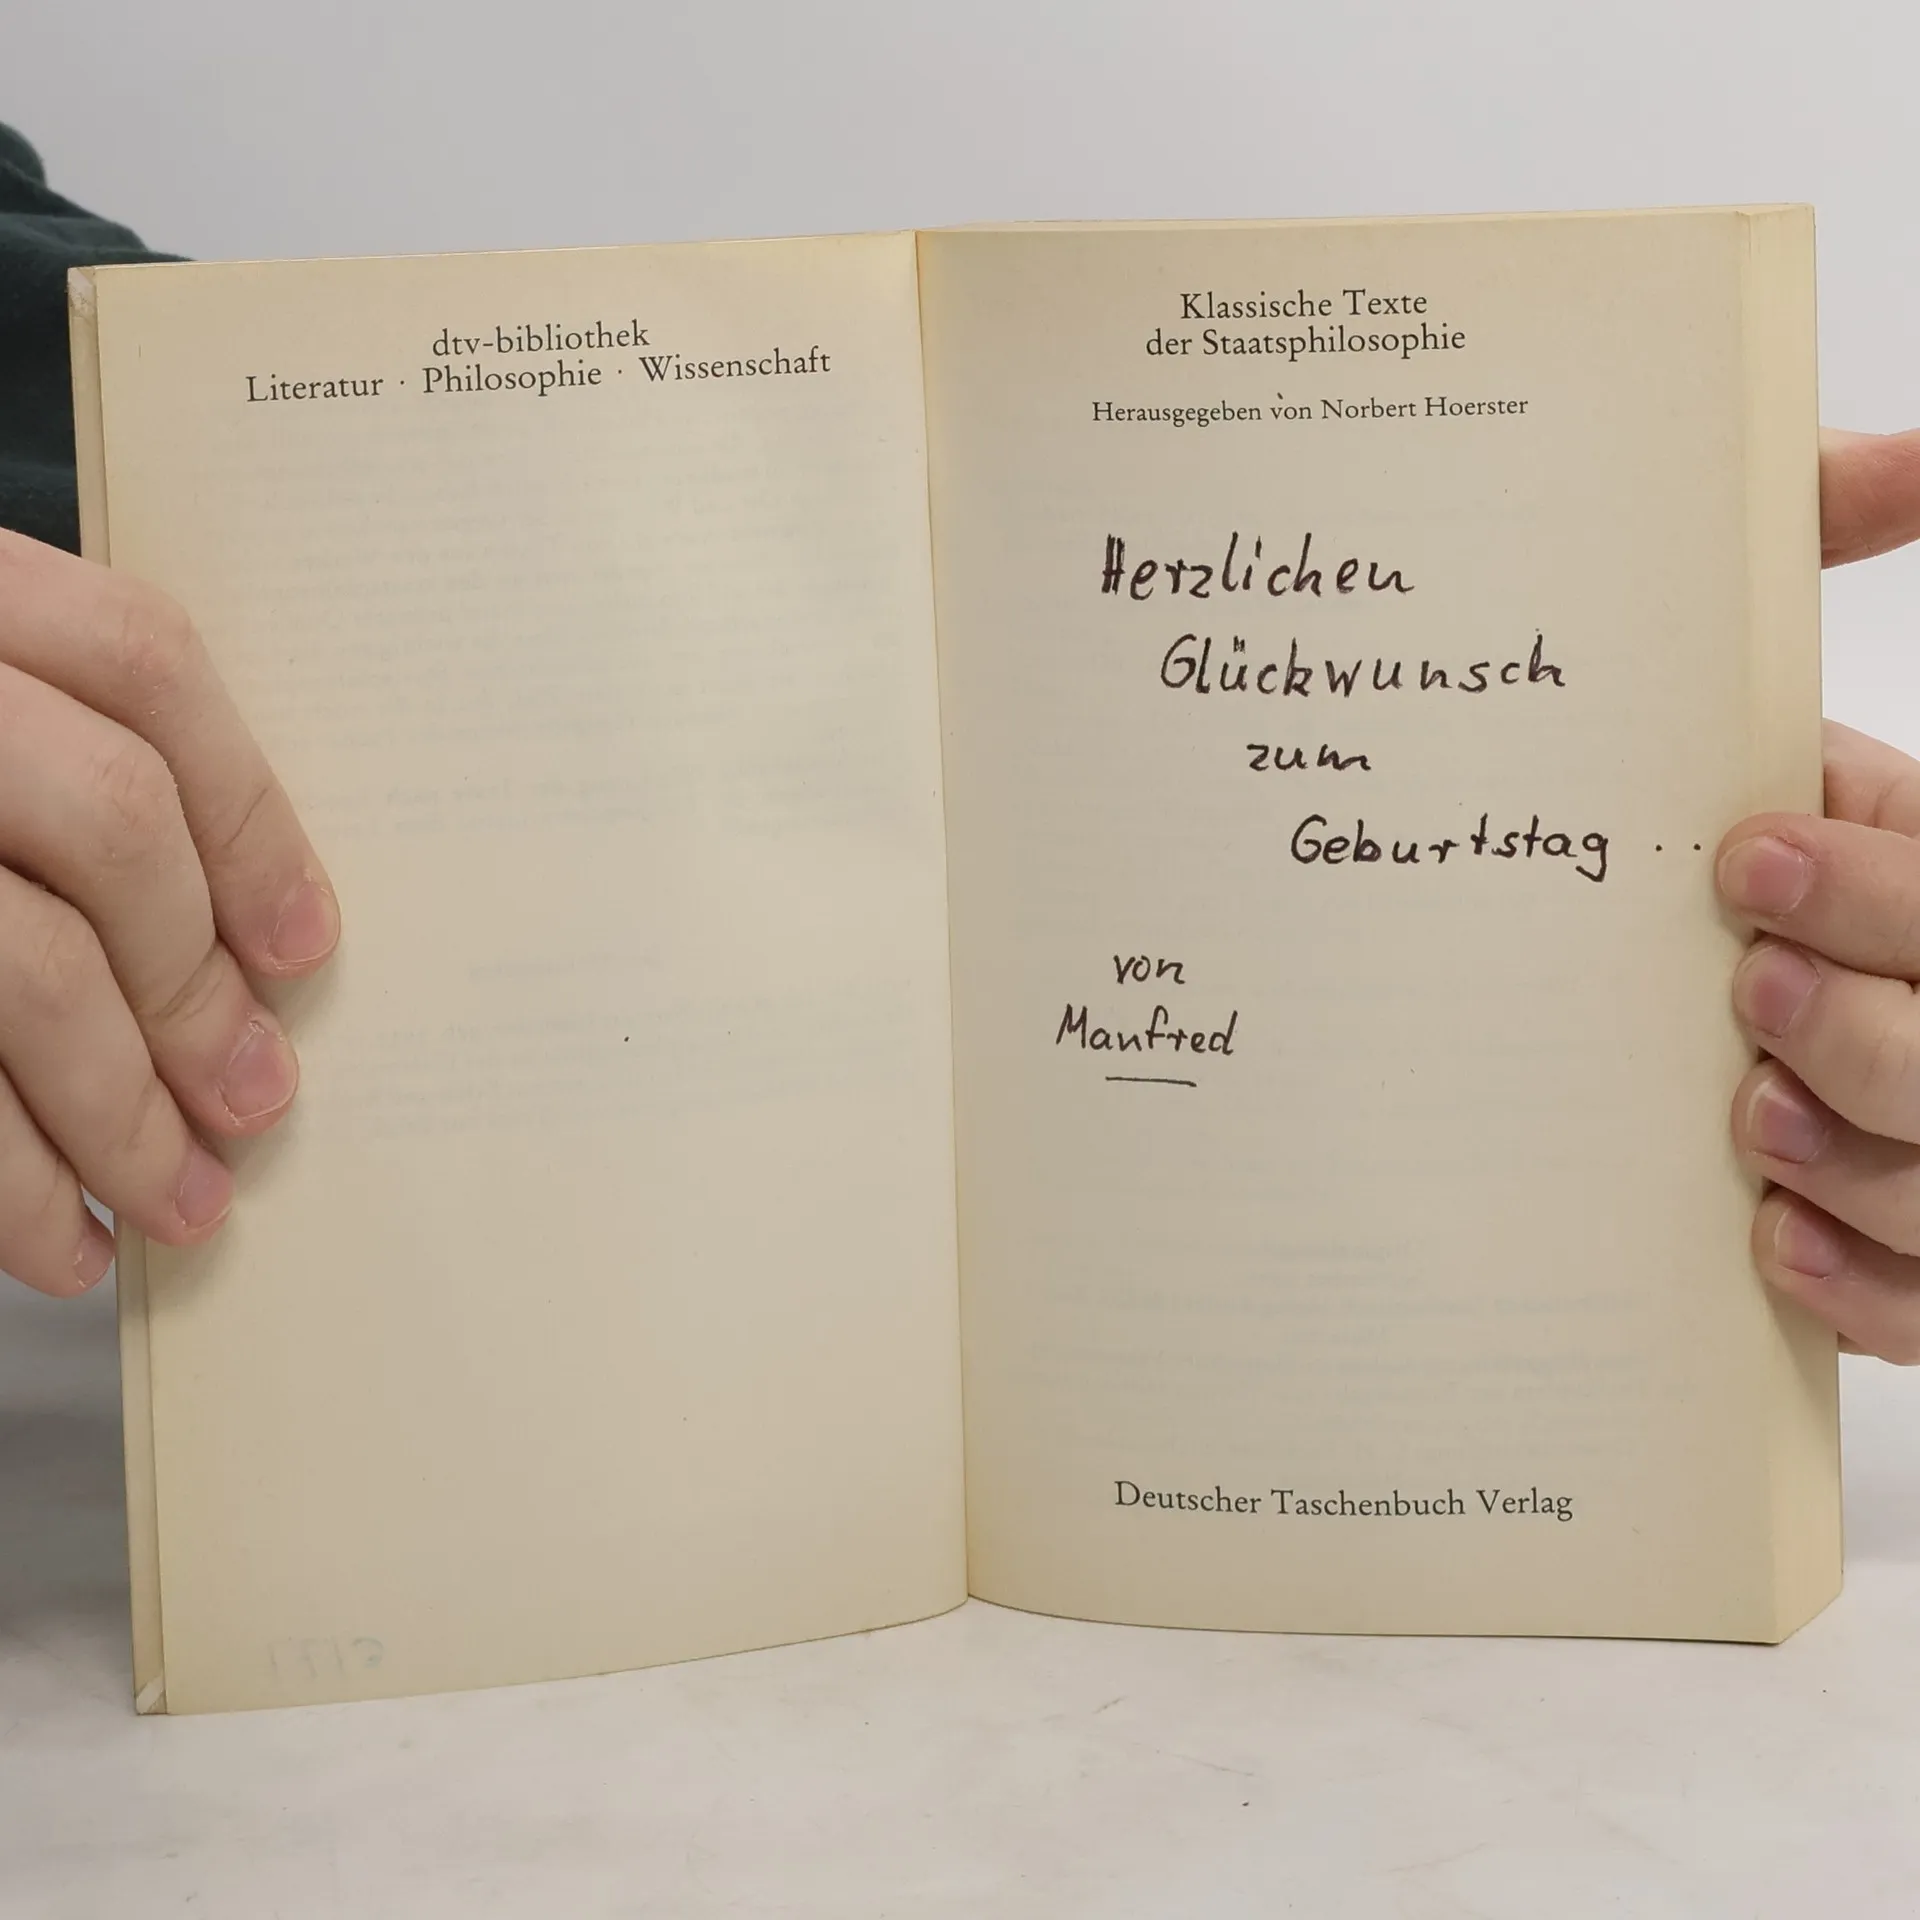 dtv-bibliothek
Literatur · Philosophie · Wissenschaft
Klassische Texte
der Staatsphilosophie
Herausgegeben von Norbert Hoerster
Herzlichen
Glückwunsch
zum
Geburtstag . .
von
Manfred
Deutscher Taschenbuch Verlag